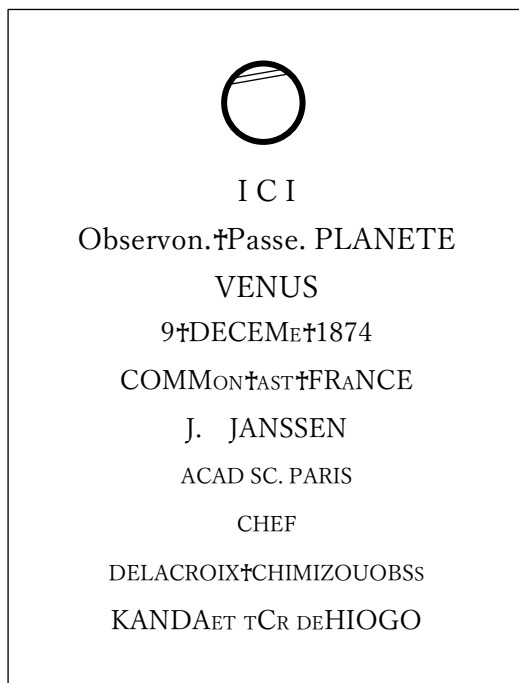 I C I
Observon.✝Passe. PLANETE
VENUS
9✝DECEME✝1874
COMMON✝AST✝FRANCE
J. JANSSEN
ACAD SC. PARIS
CHEF
DELACROIX✝CHIMIZOUOBSS
KANDAET TCR DEHIOGO